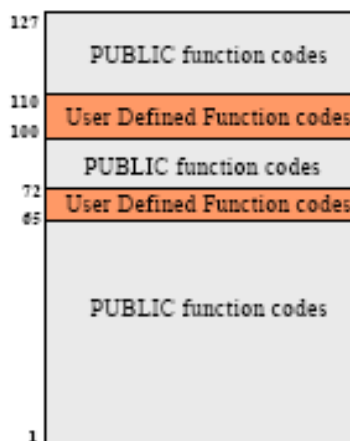 127
PUBLIC function codes
110
User Defined Function codes
100
PUBLIC function codes
72
User Defined Function codes
65
PUBLIC function codes
1